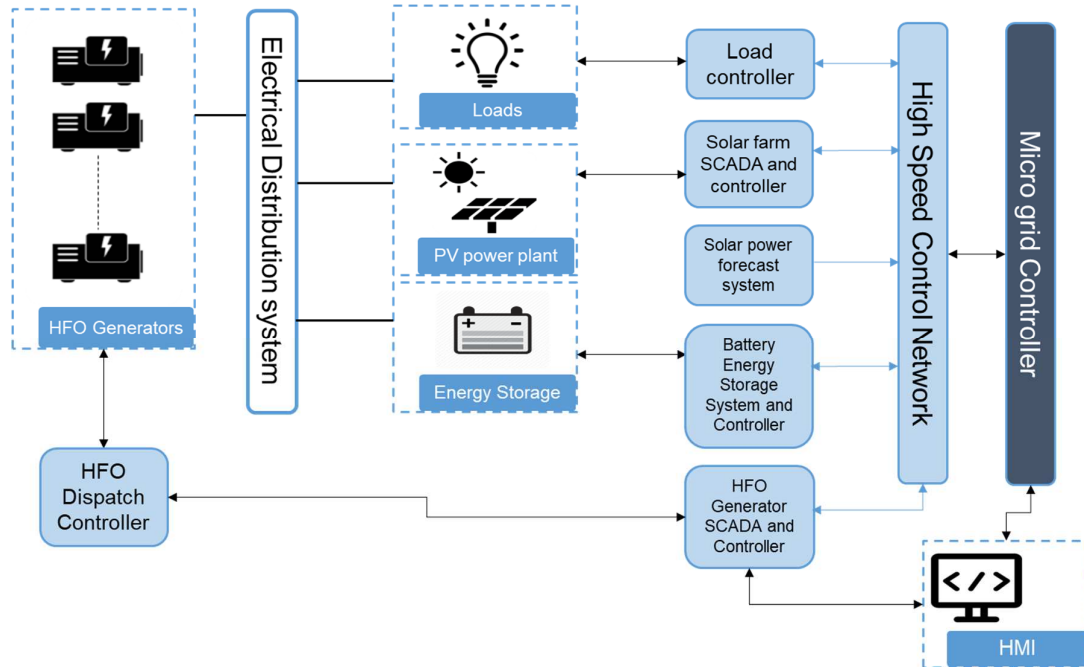 HFO Generators
Electrical Distribution system
Loads
PV power plant
Energy Storage
Load
controller
Solar farm
SCADA and
controller
Solar power
forecast
system
Battery
Energy
Storage
System and
Controller
HFO
Generator
SCADA and
Controller
High Speed Control Network
Micro grid Controller
HFO
Dispatch
Controller
HMI